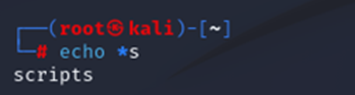 ┌──(root㉿kali)-[~]
└─# echo *s
scripts